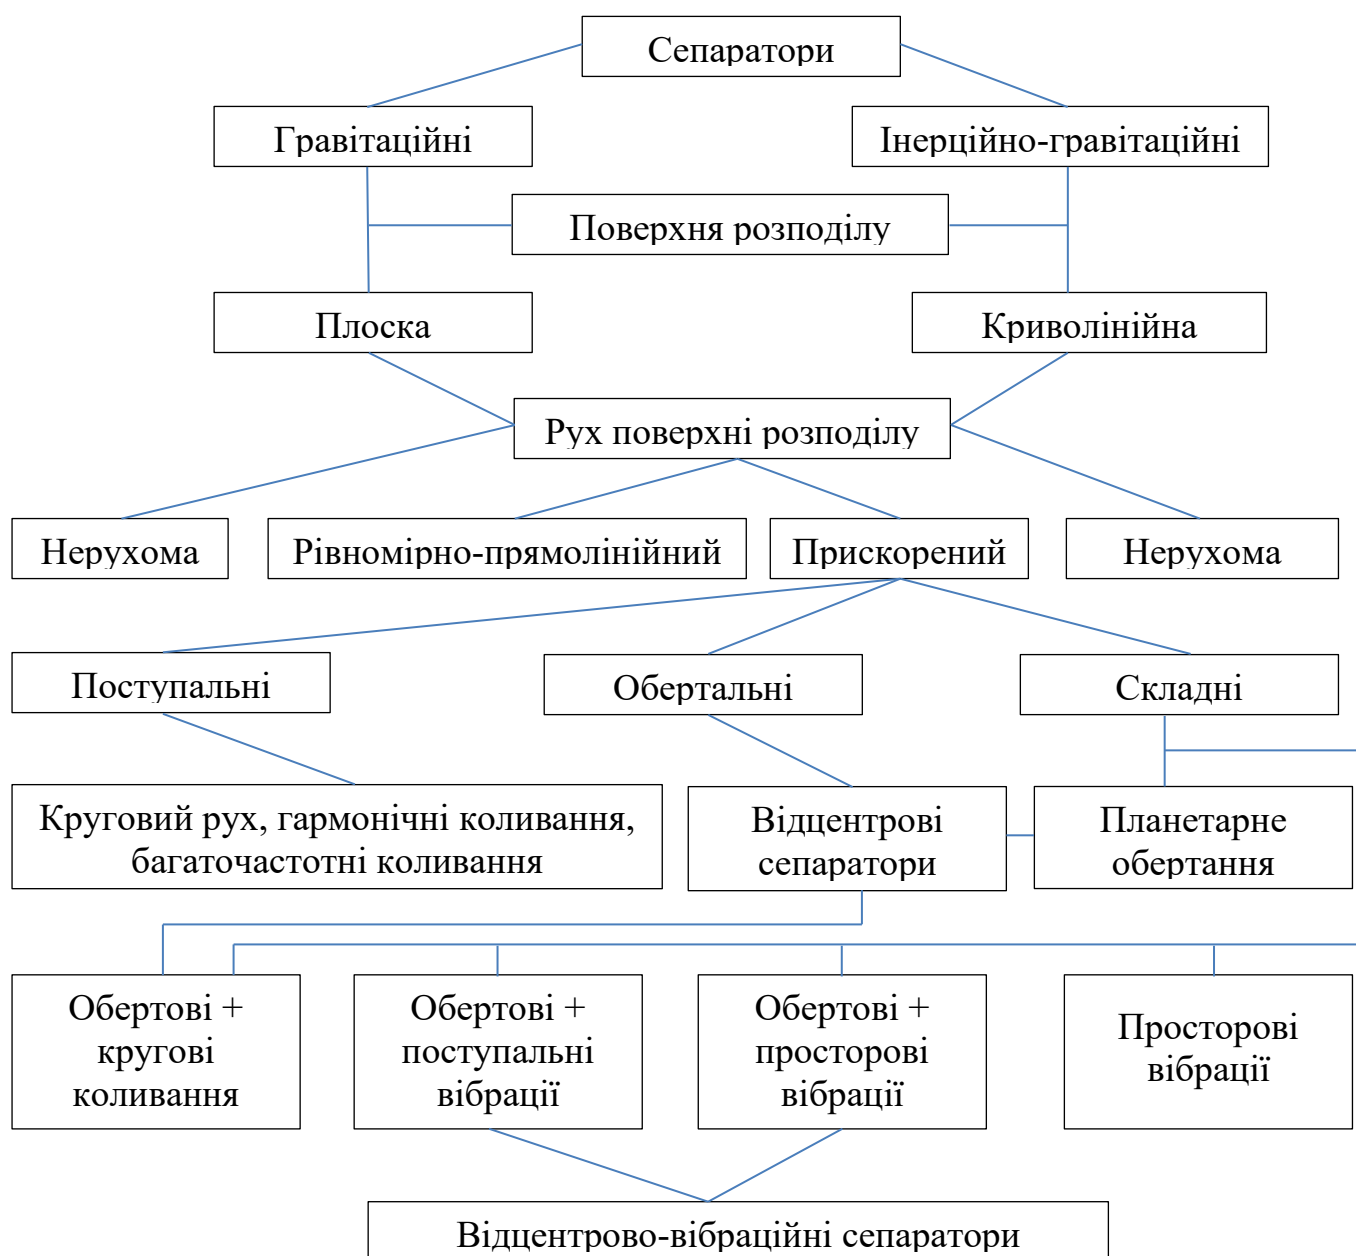 Сепаратори
Гравітаційні
Інерційно-гравітаційні
Поверхня розподілу
Плоска
Криволінійна
Рух поверхні розподілу
Нерухома
Рівномірно-прямолінійний
Прискорений
Нерухома
Поступальні
Обертальні
Складні
Круговий рух, гармонічні коливання,
багаточастотні коливання
Відцентрові
сепаратори
Планетарне
обертання
Обертові +
кругові
коливання
Обертові +
поступальні
вібрації
Обертові +
просторові
вібрації
Просторові
вібрації
Відцентрово-вібраційні сепаратори